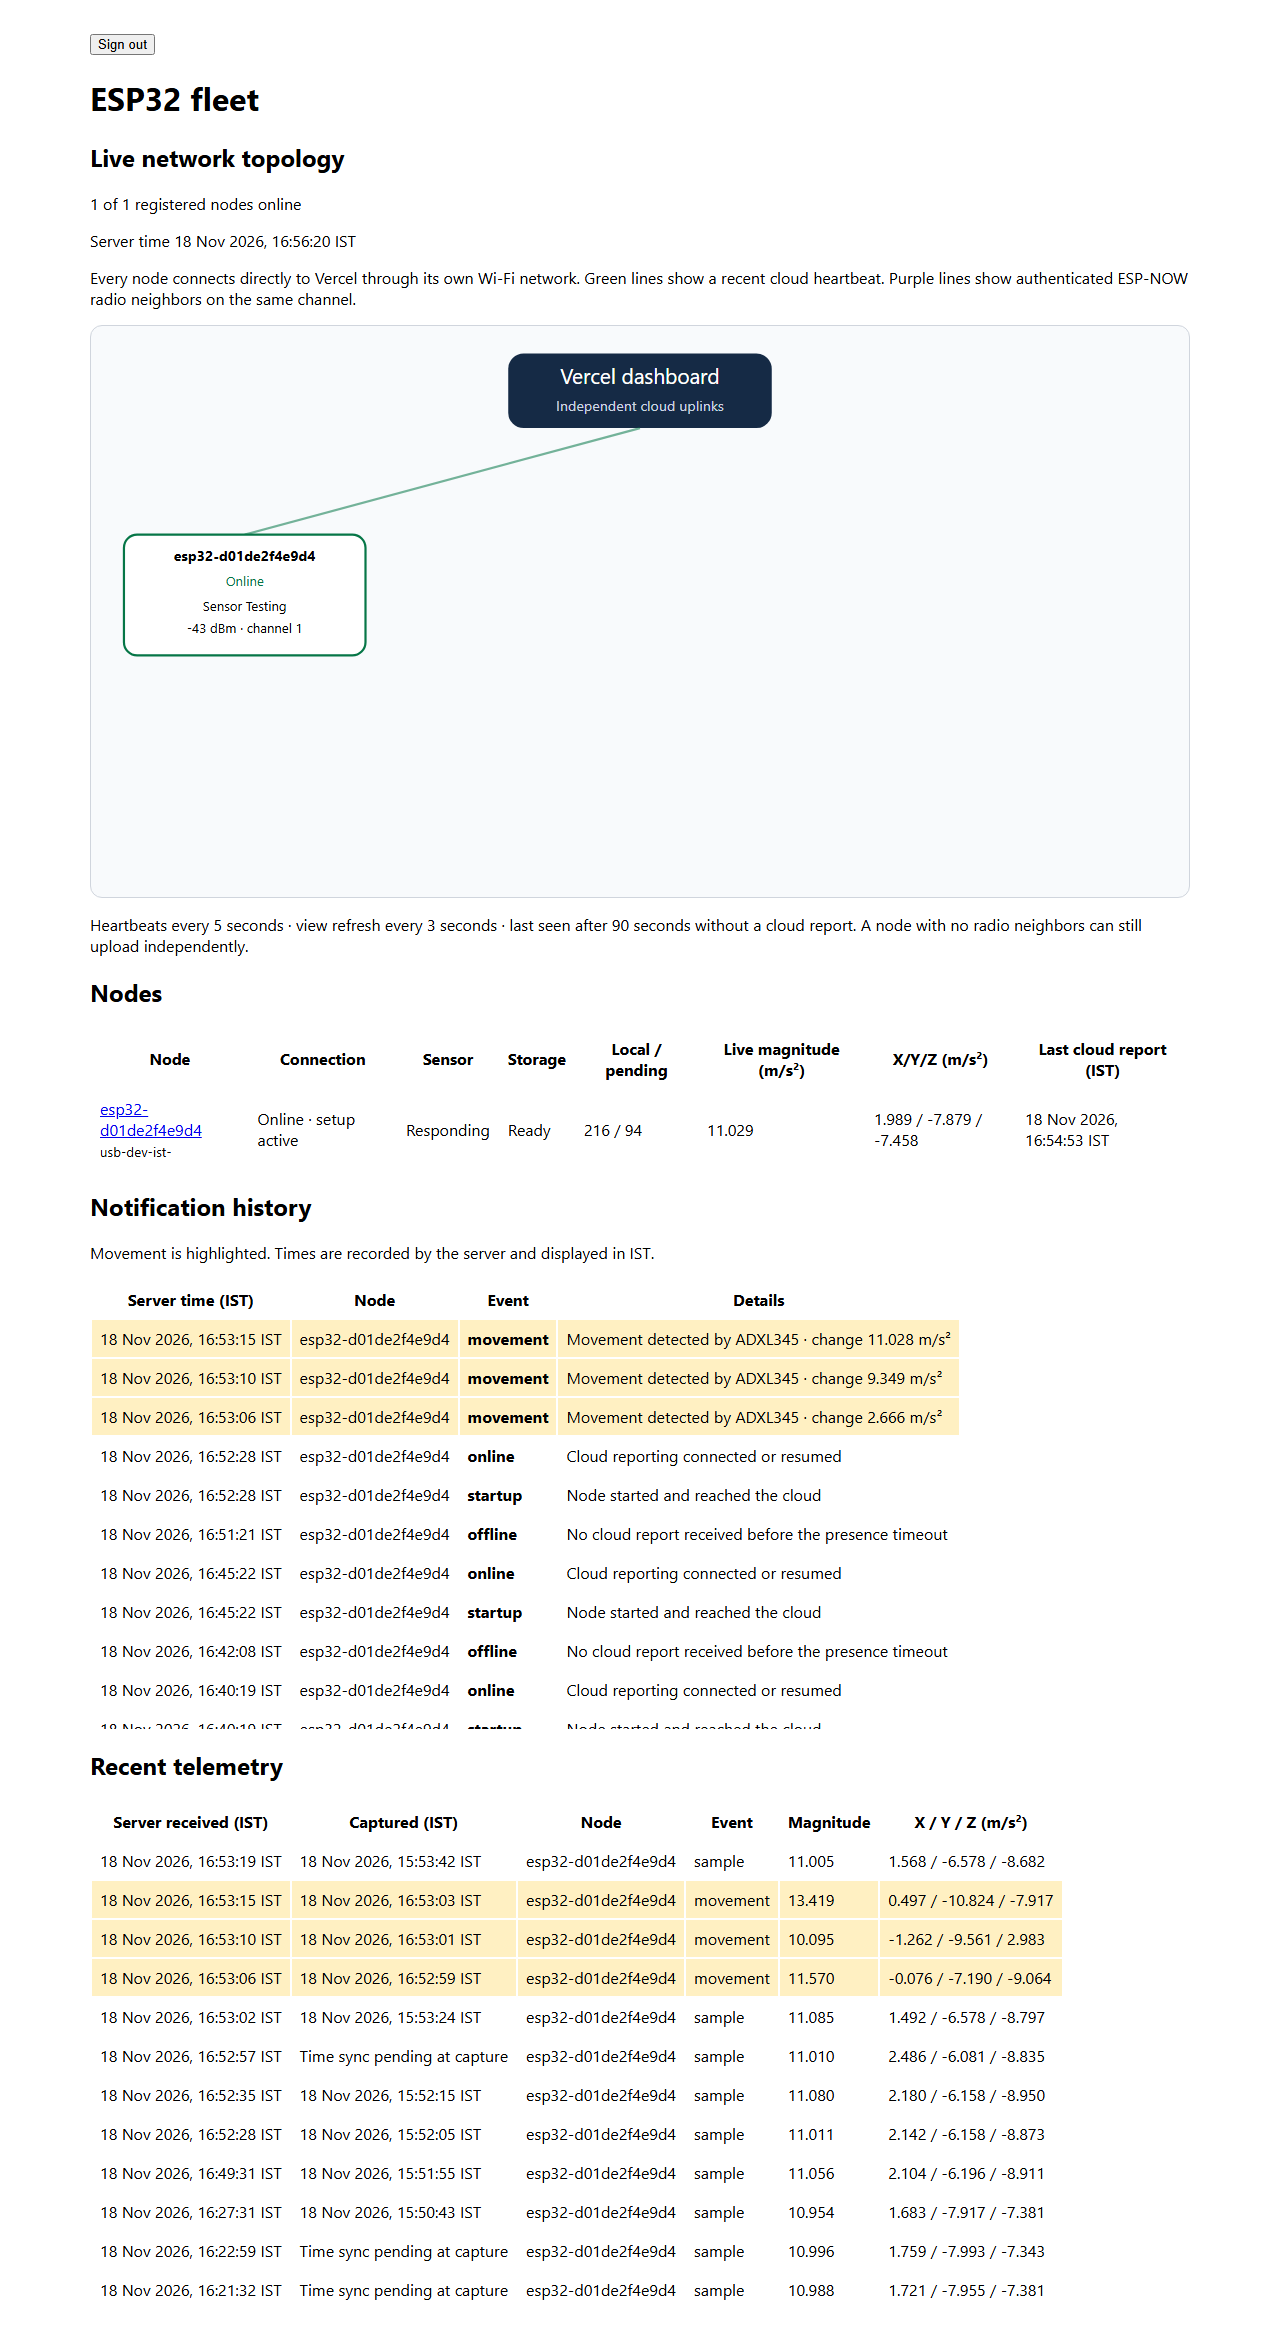 Sign out
ESP32 fleet
Live network topology
1 of 1 registered nodes online
Server time 18 Nov 2026, 16:56:20 IST
Every node connects directly to Vercel through its own Wi-Fi network. Green lines show a recent cloud heartbeat. Purple lines show authenticated ESP-NOW
radio neighbors on the same channel.
Vercel dashboard
Independent cloud uplinks
esp32-d01de2f4e9d4
Online
Sensor Testing
-43 dBm · channel 1
Heartbeats every 5 seconds · view refresh every 3 seconds · last seen after 90 seconds without a cloud report. A node with no radio neighbors can still
upload independently.
Nodes
Node Connection Sensor Storage Local / pending Live magnitude (m/s²) X/Y/Z (m/s²) Last cloud report (IST)
esp32-d01de2f4e9d4 usb-dev-ist- Online · setup active Responding Ready 216 / 94 11.029 1.989 / -7.879 / -7.458 18 Nov 2026, 16:54:53 IST
Notification history
Movement is highlighted. Times are recorded by the server and displayed in IST.
Server time (IST) Node Event Details
18 Nov 2026, 16:53:15 IST esp32-d01de2f4e9d4 movement Movement detected by ADXL345 · change 11.028 m/s²
18 Nov 2026, 16:53:10 IST esp32-d01de2f4e9d4 movement Movement detected by ADXL345 · change 9.349 m/s²
18 Nov 2026, 16:53:06 IST esp32-d01de2f4e9d4 movement Movement detected by ADXL345 · change 2.666 m/s²
18 Nov 2026, 16:52:28 IST esp32-d01de2f4e9d4 online Cloud reporting connected or resumed
18 Nov 2026, 16:52:28 IST esp32-d01de2f4e9d4 startup Node started and reached the cloud
18 Nov 2026, 16:51:21 IST esp32-d01de2f4e9d4 offline No cloud report received before the presence timeout
18 Nov 2026, 16:45:22 IST esp32-d01de2f4e9d4 online Cloud reporting connected or resumed
18 Nov 2026, 16:45:22 IST esp32-d01de2f4e9d4 startup Node started and reached the cloud
18 Nov 2026, 16:42:08 IST esp32-d01de2f4e9d4 offline No cloud report received before the presence timeout
18 Nov 2026, 16:40:19 IST esp32-d01de2f4e9d4 online Cloud reporting connected or resumed
18 Nov 2026, 16:40:19 IST esp32-d01de2f4e9d4 startup Node started and reached the cloud
Recent telemetry
Server received (IST) Captured (IST) Node Event Magnitude X / Y / Z (m/s²)
18 Nov 2026, 16:53:19 IST 18 Nov 2026, 15:53:42 IST esp32-d01de2f4e9d4 sample 11.005 1.568 / -6.578 / -8.682
18 Nov 2026, 16:53:15 IST 18 Nov 2026, 16:53:03 IST esp32-d01de2f4e9d4 movement 13.419 0.497 / -10.824 / -7.917
18 Nov 2026, 16:53:10 IST 18 Nov 2026, 16:53:01 IST esp32-d01de2f4e9d4 movement 10.095 -1.262 / -9.561 / 2.983
18 Nov 2026, 16:53:06 IST 18 Nov 2026, 16:52:59 IST esp32-d01de2f4e9d4 movement 11.570 -0.076 / -7.190 / -9.064
18 Nov 2026, 16:53:02 IST 18 Nov 2026, 15:53:24 IST esp32-d01de2f4e9d4 sample 11.085 1.492 / -6.578 / -8.797
18 Nov 2026, 16:52:57 IST Time sync pending at capture esp32-d01de2f4e9d4 sample 11.010 2.486 / -6.081 / -8.835
18 Nov 2026, 16:52:35 IST 18 Nov 2026, 15:52:15 IST esp32-d01de2f4e9d4 sample 11.080 2.180 / -6.158 / -8.950
18 Nov 2026, 16:52:28 IST 18 Nov 2026, 15:52:05 IST esp32-d01de2f4e9d4 sample 11.011 2.142 / -6.158 / -8.873
18 Nov 2026, 16:49:31 IST 18 Nov 2026, 15:51:55 IST esp32-d01de2f4e9d4 sample 11.056 2.104 / -6.196 / -8.911
18 Nov 2026, 16:27:31 IST 18 Nov 2026, 15:50:43 IST esp32-d01de2f4e9d4 sample 10.954 1.683 / -7.917 / -7.381
18 Nov 2026, 16:22:59 IST Time sync pending at capture esp32-d01de2f4e9d4 sample 10.996 1.759 / -7.993 / -7.343
18 Nov 2026, 16:21:32 IST Time sync pending at capture esp32-d01de2f4e9d4 sample 10.988 1.721 / -7.955 / -7.381